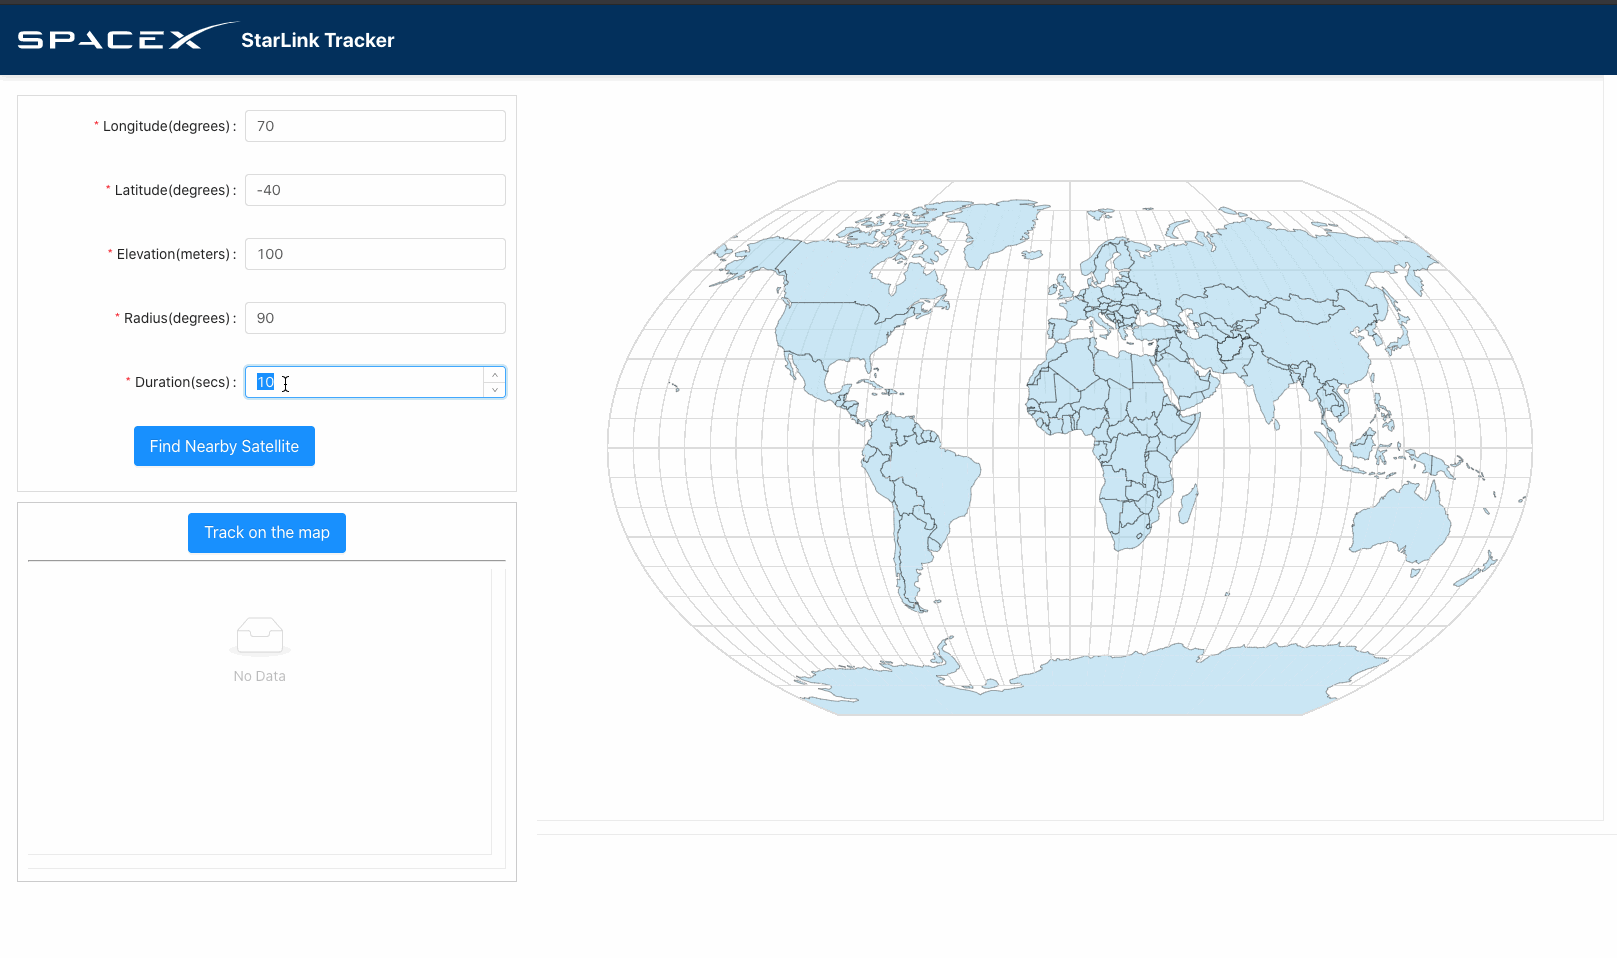 SPACEX StarLink Tracker
* Longitude(degrees) : 70
* Latitude(degrees) : -40
* Elevation(meters) : 100
* Radius(degrees) : 90
* Duration(secs) : 10
Find Nearby Satellite
Track on the map
No Data